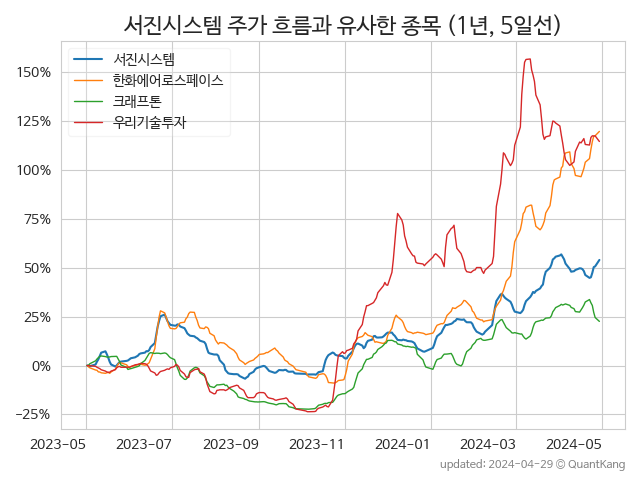 서진시스템 주가 흐름과 유사한 종목 (1년, 5일선)
서진시스템
한화에어로스페이스
크래프톤
우리기술투자
150%
125%
100%
75%
50%
25%
0%
−25%
2023-05 2023-07 2023-09 2023-11 2024-01 2024-03 2024-05
updated: 2024-04-29 © QuantKang